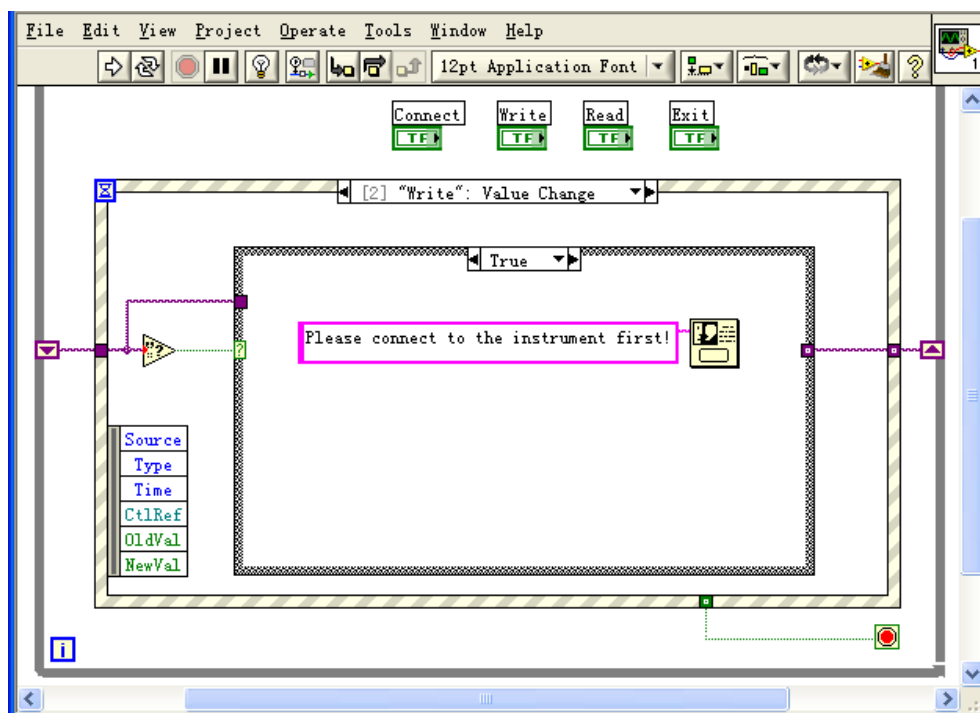 File Edit View Project Operate Tools Window Help
12pt Application Font
1
Connect Write Read Exit
TF TF TF TF
[2] "Write": Value Change
True
Please connect to the instrument first!
?
?
Source
Type
Time
CtlRef
OldVal
NewVal
i